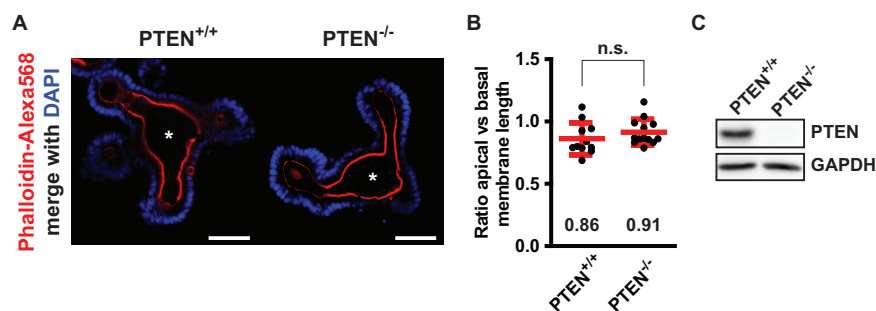 A
PTEN+/+
PTEN-/-
Phalloidin-Alexa568
merge with DAPI
*
*
B
Ratio apical vs basal
membrane length
1.5
1.0
0.5
0.0
n.s.
0.86
0.91
PTEN+/+
PTEN-/-
C
PTEN+/+
PTEN-/-
PTEN
GAPDH